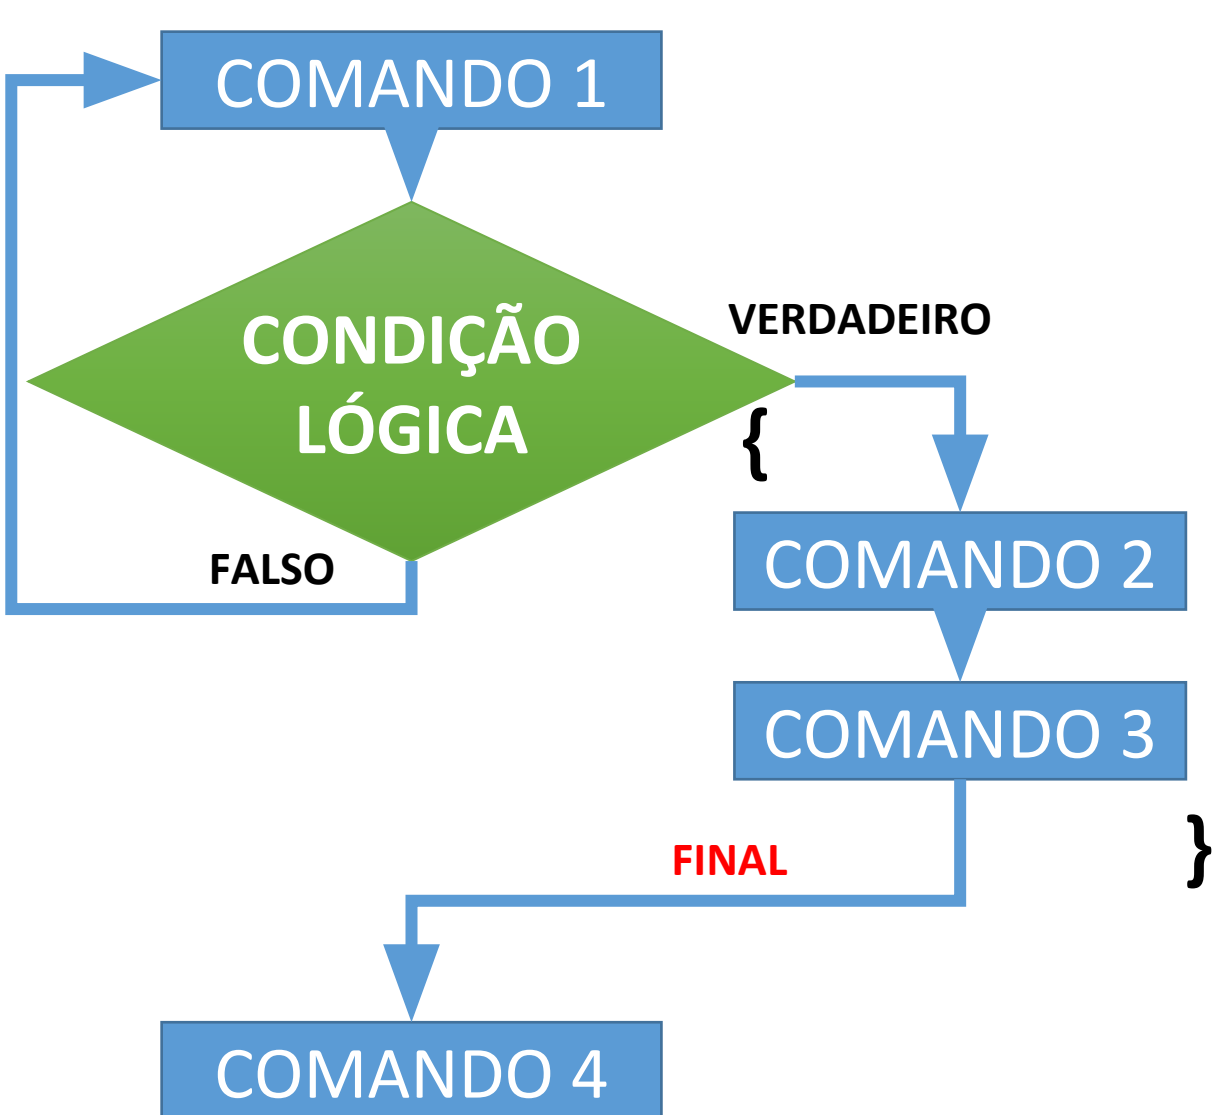 COMANDO 1
CONDIÇÃO
LÓGICA
VERDADEIRO
{
FALSO
COMANDO 2
COMANDO 3
}
FINAL
COMANDO 4